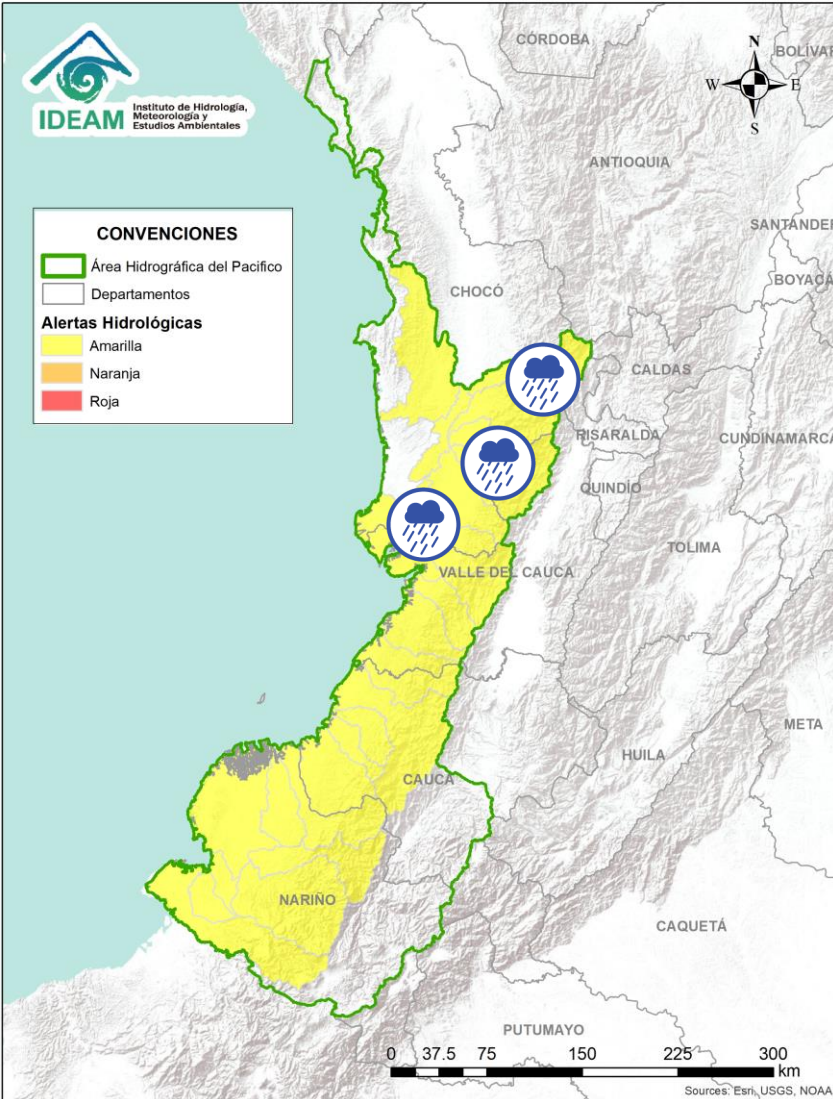 IDEAM
Instituto de Hidrología,
Meteorología y
Estudios Ambientales
N
W
E
S
CONVENCIONES
Área Hidrográfica del Pacifico
Departamentos
Alertas Hidrológicas
Amarilla
Naranja
Roja
CÓRDOBA
BOLÍVAR
ANTIOQUIA
SANTANDER
BOYACÁ
CHOCÓ
CALDAS
RISARALDA
CUNDINAMARCA
QUINDÍO
TOLIMA
VALLE DEL CAUCA
META
HUILA
CAUCA
NARIÑO
CAQUETÁ
PUTUMAYO
0 37.5 75 150 225 300
km
Sources: Esri, USGS, NOAA